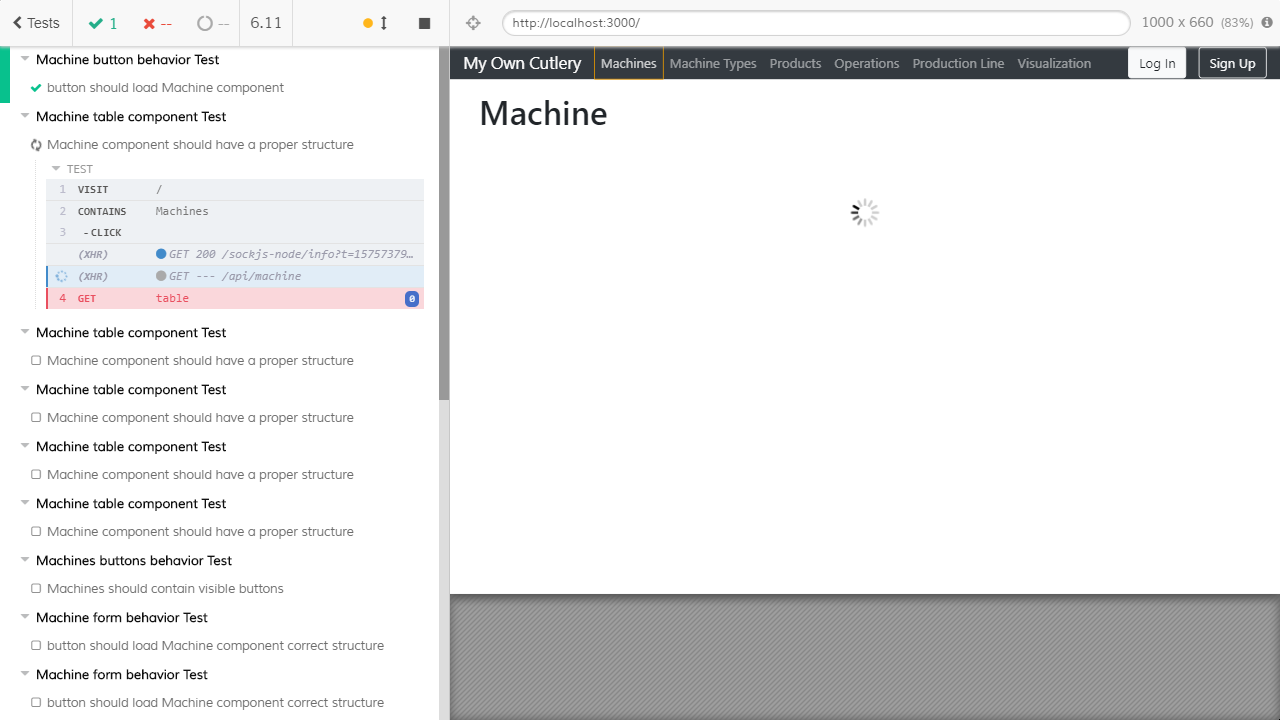 Tests 1 -- -- 6.11
http://localhost:3000/ 1000 x 660 (83%)
Machine button behavior Test
button should load Machine component
Machine table component Test
Machine component should have a proper structure
TEST
1 VISIT /
2 CONTAINS Machines
3 - CLICK
(XHR) GET 200 /sockjs-node/info?t=15757379…
(XHR) GET --- /api/machine
4 GET table 0
Machine table component Test
Machine component should have a proper structure
Machine table component Test
Machine component should have a proper structure
Machine table component Test
Machine component should have a proper structure
Machine table component Test
Machine component should have a proper structure
Machines buttons behavior Test
Machines should contain visible buttons
Machine form behavior Test
button should load Machine component correct structure
Machine form behavior Test
button should load Machine component correct structure
My Own Cutlery Machines Machine Types Products Operations Production Line Visualization Log In Sign Up
Machine